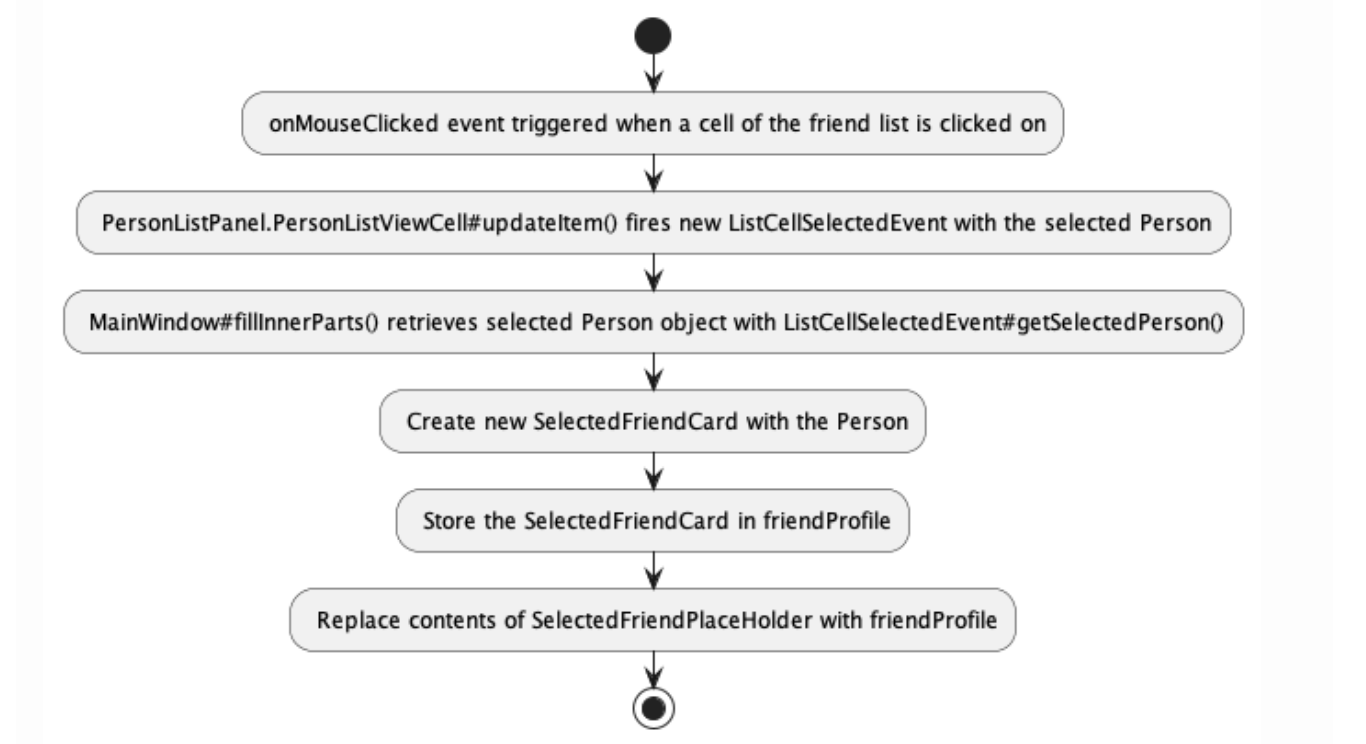 onMouseClicked event triggered when a cell of the friend list is clicked on
PersonListPanel.PersonListViewCell#updateItem() fires new ListCellSelectedEvent with the selected Person
MainWindow#fillInnerParts() retrieves selected Person object with ListCellSelectedEvent#getSelectedPerson()
Create new SelectedFriendCard with the Person
Store the SelectedFriendCard in friendProfile
Replace contents of SelectedFriendPlaceHolder with friendProfile